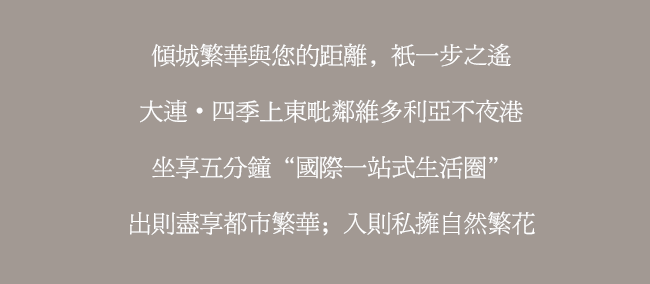 傾城繁華與您的距離，衹一步之遙
大連·四季上東毗鄰維多利亞不夜港
坐享五分鐘“國際一站式生活圈”
出則盡享都市繁華；入則私擁自然繁花